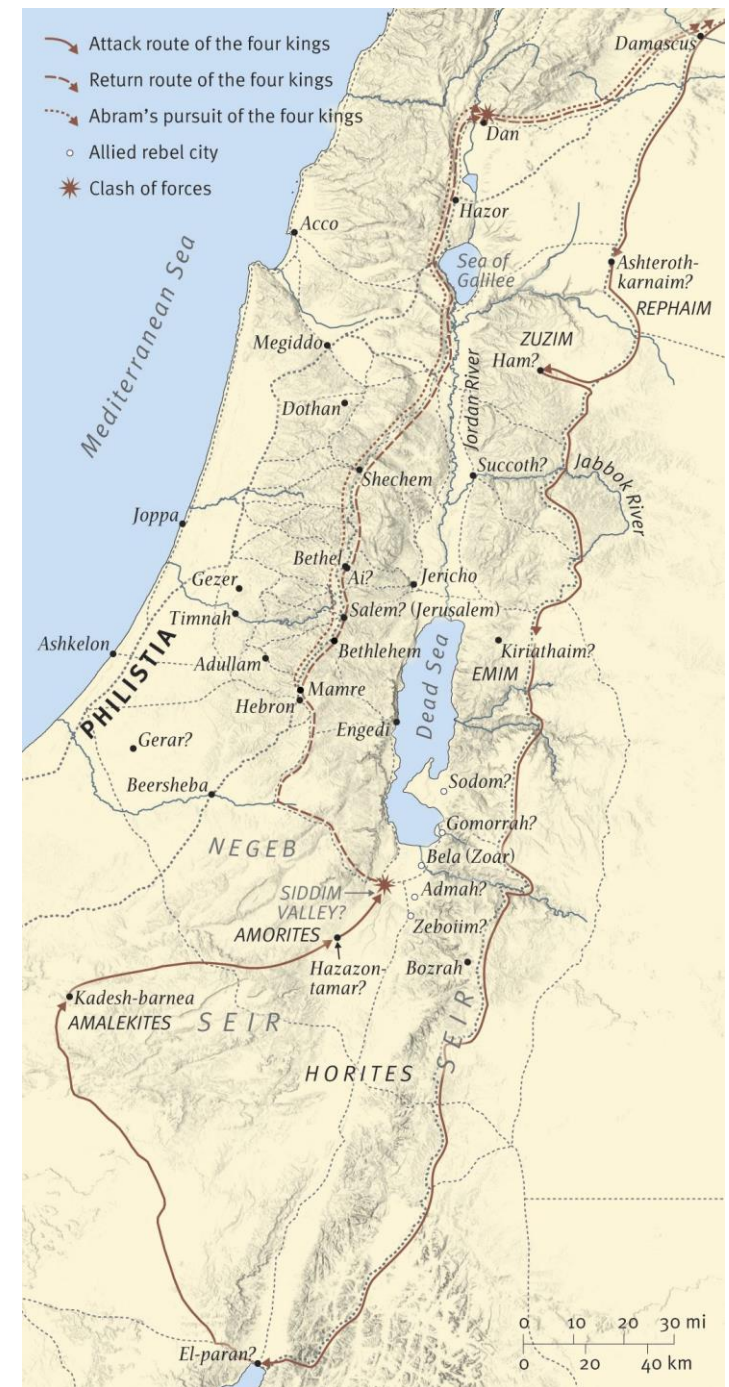 Attack route of the four kings
Return route of the four kings
Abram's pursuit of the four kings
Allied rebel city
Clash of forces
Damascus
Dan
Hazor
Acco
Sea of
Galilee
Ashteroth-
karnaim?
REPHAIM
Mediterranean Sea
Megiddo
ZUZIM
Ham?
Jordan River
Dothan
Shechem
Succoth?
Jabbok River
Joppa
Bethel
Ai?
Jericho
Gezer
Timnah
Salem? (Jerusalem)
Ashkelon
PHILISTIA
Adullam
Bethlehem
Kiriathaim?
EMIM
Mamre
Hebron
Dead Sea
Engedi
Gerar?
Beersheba
Sodom?
Gomorrah?
NEGEB
Bela (Zoar)
SIDDIM
VALLEY?
Admah?
AMORITES
Zeboiim?
Hazazon-
tamar?
Bozrah
Kadesh-barnea
AMALEKITES
SEIR
SEIR
HORITES
El-paran?
0 10 20 30 mi
0 20 40 km